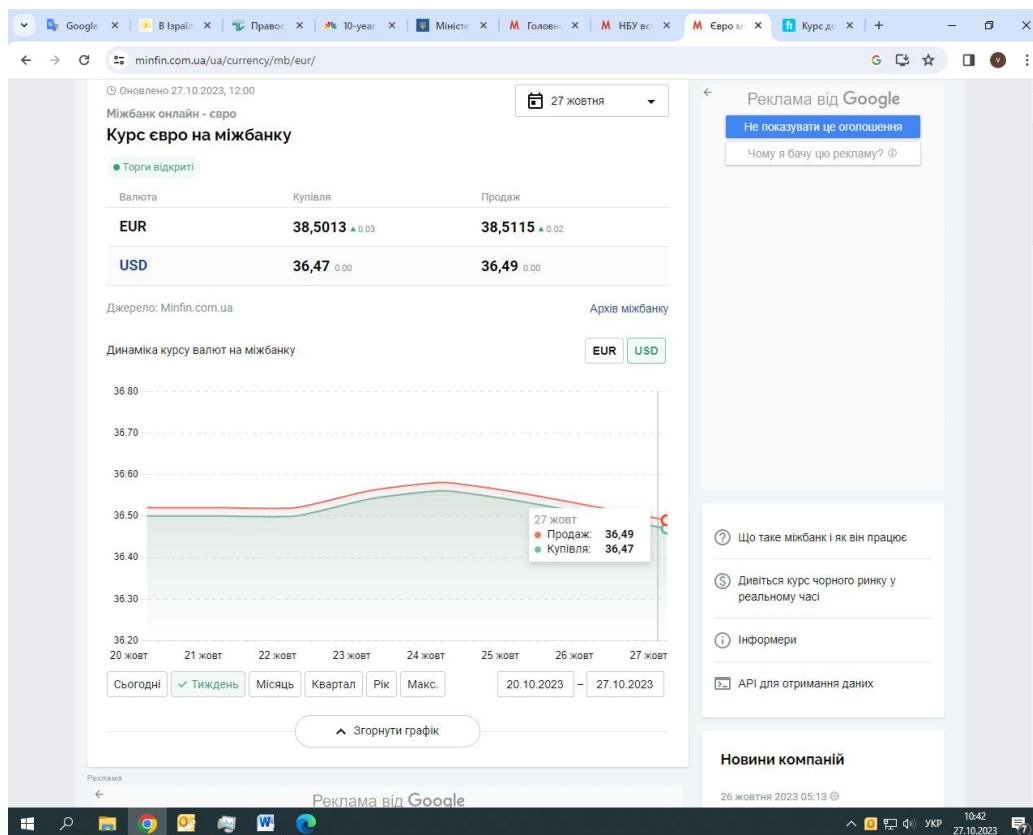 Google
В Ізраїл
Правос
10-year
Міністе
Головн
НБУ вс
Євро м
Курс до
minfin.com.ua/ua/currency/mb/eur/
Оновлено 27.10.2023, 12:00
27 жовтня
Міжбанк онлайн - євро
Курс євро на міжбанку
Торги відкриті
Валюта Купівля Продаж
EUR 38,5013 0.03 38,5115 0.02
USD 36,47 0.00 36,49 0.00
Джерело: Minfin.com.ua Архів міжбанку
Динаміка курсу валют на міжбанку EUR USD
36.80
36.70
36.60
36.50
36.40
36.30
36.20
27 жовт
Продаж: 36,49
Купівля: 36,47
20 жовт 21 жовт 22 жовт 23 жовт 24 жовт 25 жовт 26 жовт 27 жовт
Сьогодні Тиждень Місяць Квартал Рік Макс. 20.10.2023 – 27.10.2023
Згорнути графік
Реклама
Реклама від Google
Реклама від Google
Не показувати це оголошення
Чому я бачу цю рекламу?
Що таке міжбанк і як він працює
Дивіться курс чорного ринку у
реальному часі
Інформери
АРІ для отримання даних
Новини компаній
26 жовтня 2023 05:13
УКР
10:42
27.10.2023